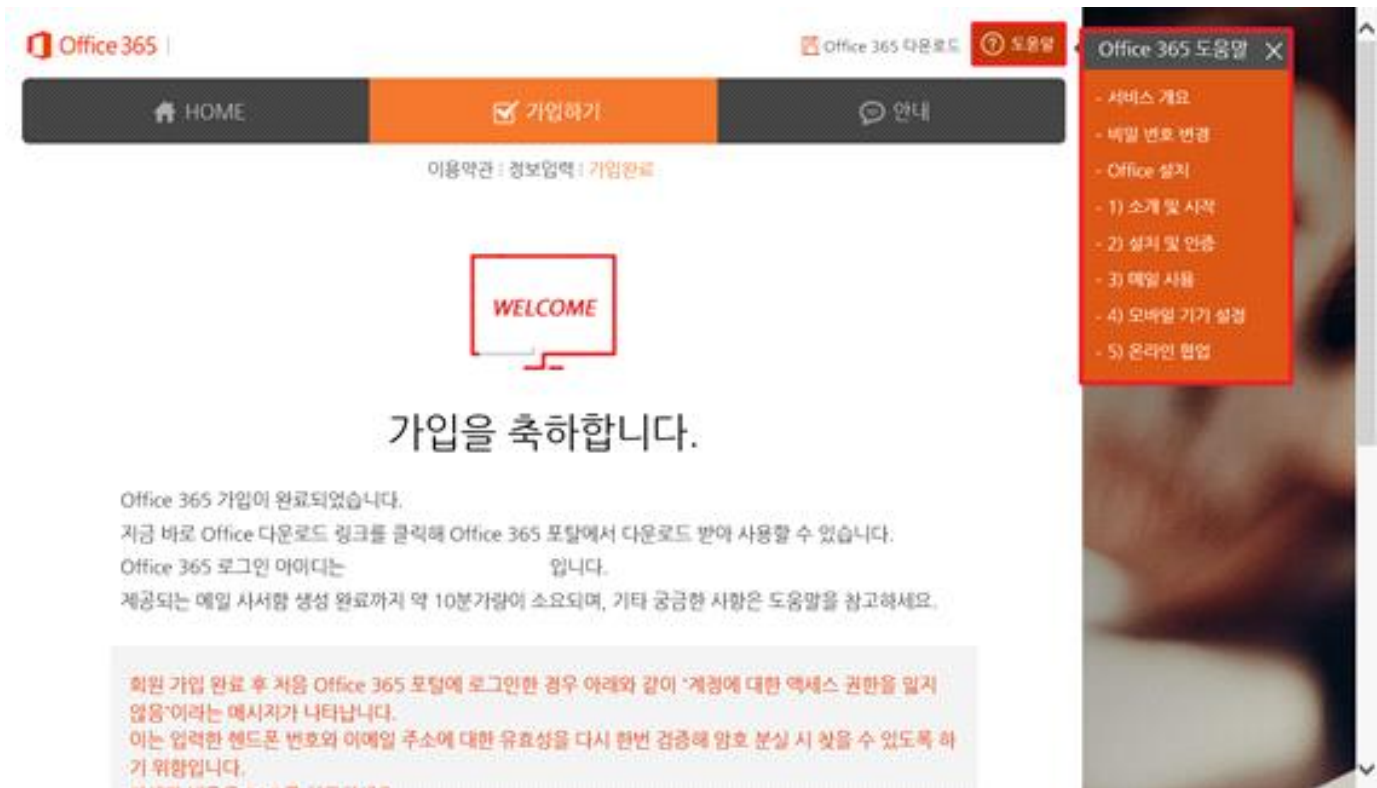 Office 365
Office 365 다운로드
도움말
HOME
가입하기
안내
이용약관 : 정보입력 : 가입완료
WELCOME
가입을 축하합니다.
Office 365 가입이 완료되었습니다.
지금 바로 Office 다운로드 링크를 클릭해 Office 365 포탈에서 다운로드 받아 사용할 수 있습니다.
Office 365 로그인 아이디는 입니다.
제공되는 메일 사서함 생성 완료까지 약 10분가량이 소요되며, 기타 궁금한 사항은 도움말을 참고하세요.
회원 가입 완료 후 처음 Office 365 포털에 로그인한 경우 아래와 같이 "계정에 대한 액세스 권한을 잃지
않음"이라는 메시지가 나타납니다.
이는 입력한 핸드폰 번호와 이메일 주소에 대한 유효성을 다시 한번 검증해 암호 분실 시 찾을 수 있도록 하
기 위함입니다.
Office 365 도움말
- 서비스 개요
- 비밀 번호 변경
- Office 설치
- 1) 소개 및 시작
- 2) 설치 및 인증
- 3) 메일 사용
- 4) 모바일 기기 설정
- 5) 온라인 협업